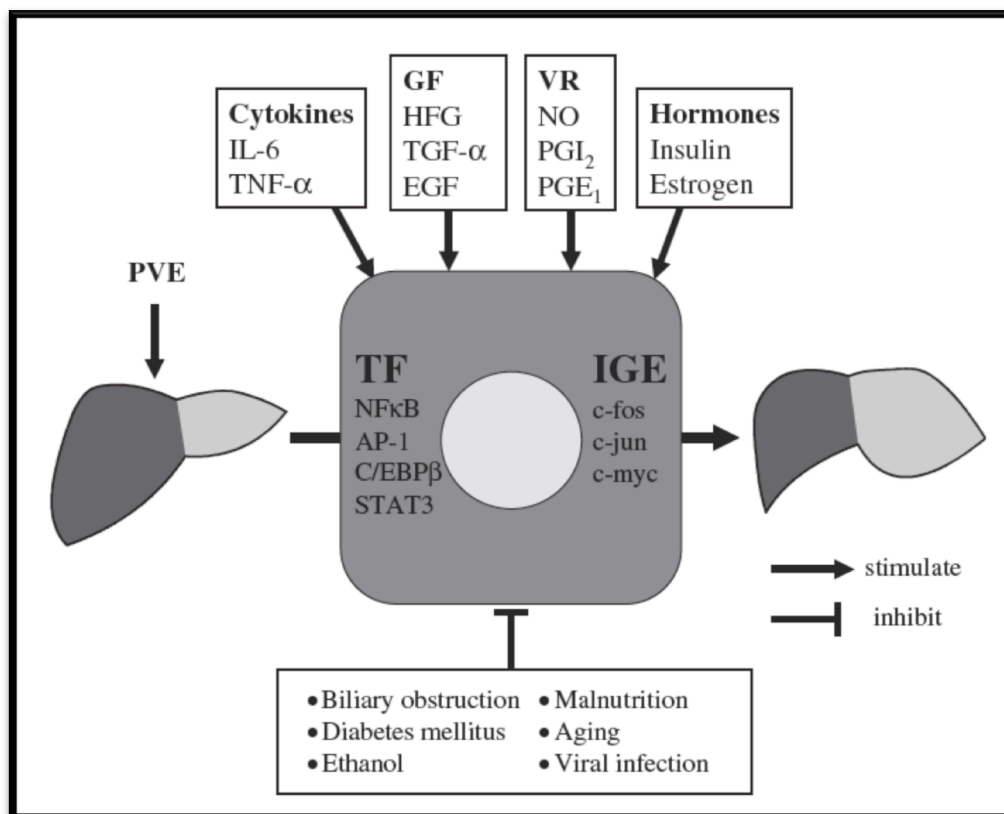 Cytokines
IL-6
TNF-α
GF
HFG
TGF-α
EGF
VR
NO
PGI₂
PGE₁
Hormones
Insulin
Estrogen
PVE
TF
NFκB
AP-1
C/EBPβ
STAT3
IGE
c-fos
c-jun
c-myc
stimulate
inhibit
• Biliary obstruction
• Diabetes mellitus
• Ethanol
• Malnutrition
• Aging
• Viral infection